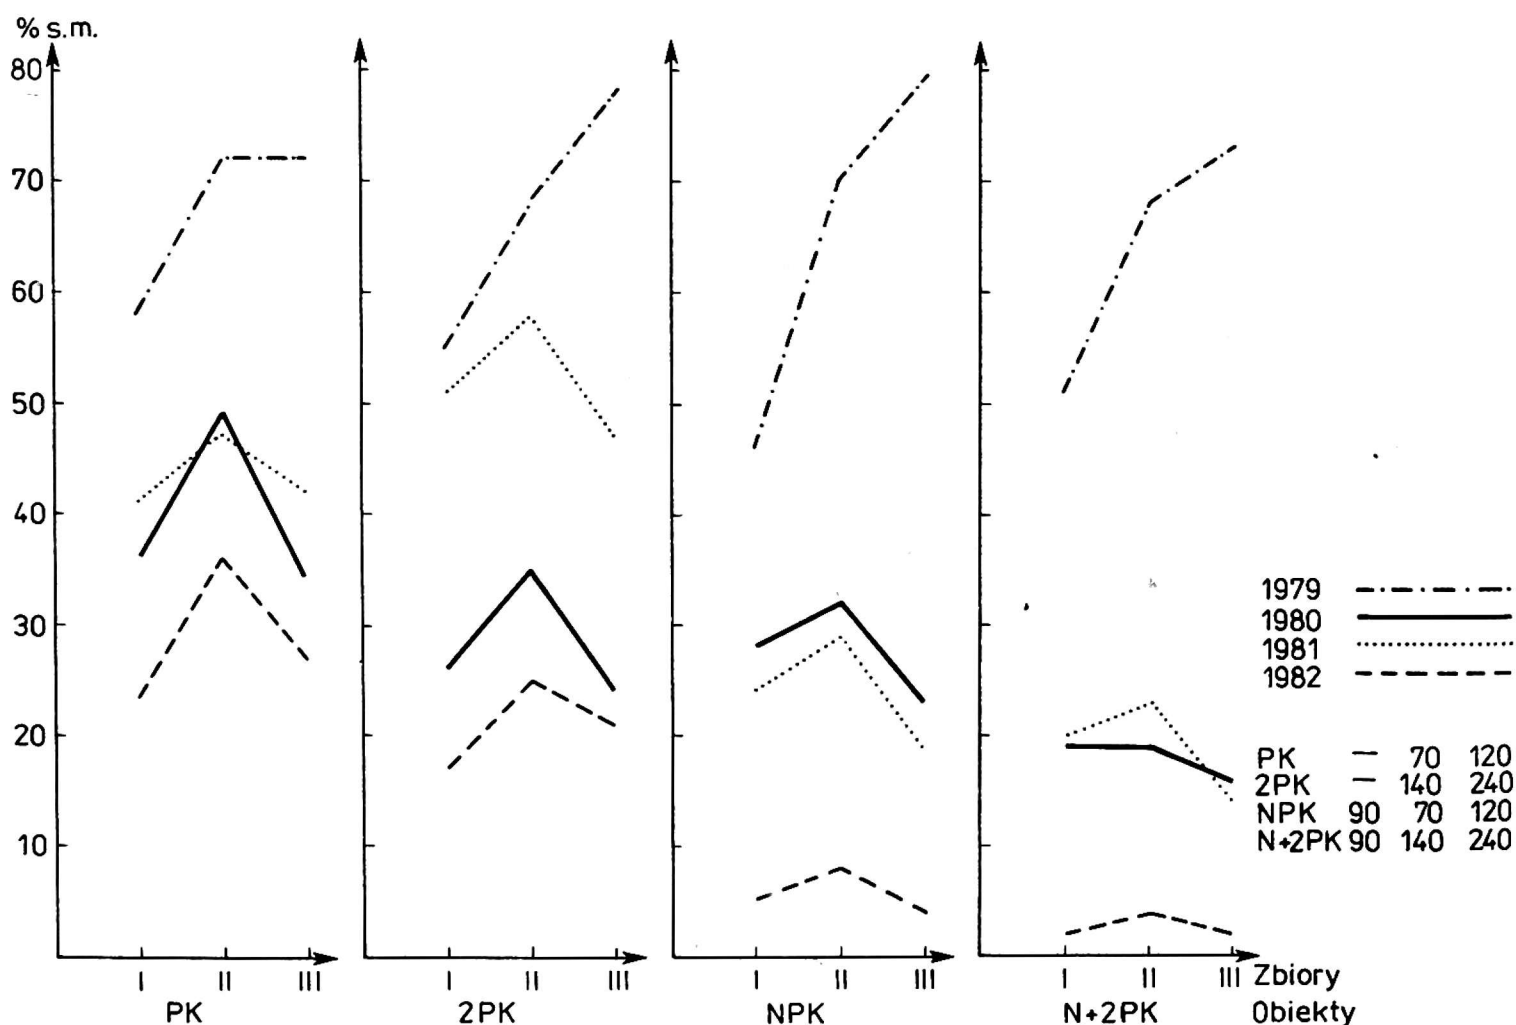 % s.m.
80
70
60
50
40
30
20
10
I II III I II III I II III I II III Zbiory
PK 2PK NPK N+2PK Obiekty
1979
1980
1981
1982
PK – 70 120
2PK – 140 240
NPK 90 70 120
N+2PK 90 140 240